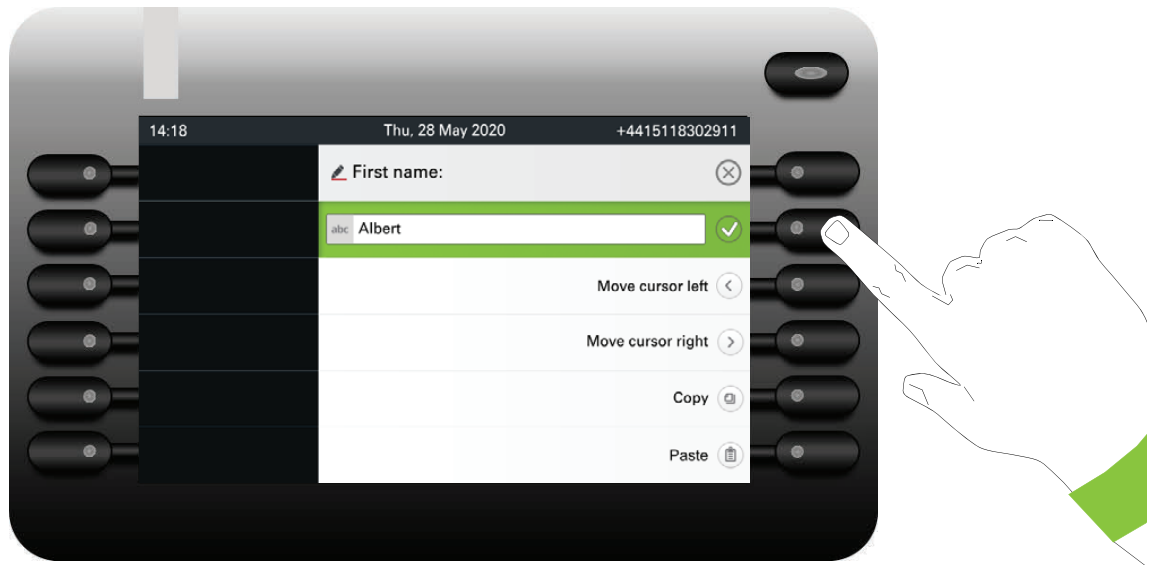 14:18 Thu, 28 May 2020 +4415118302911
First name:
abc Albert
Move cursor left
Move cursor right
Copy
Paste